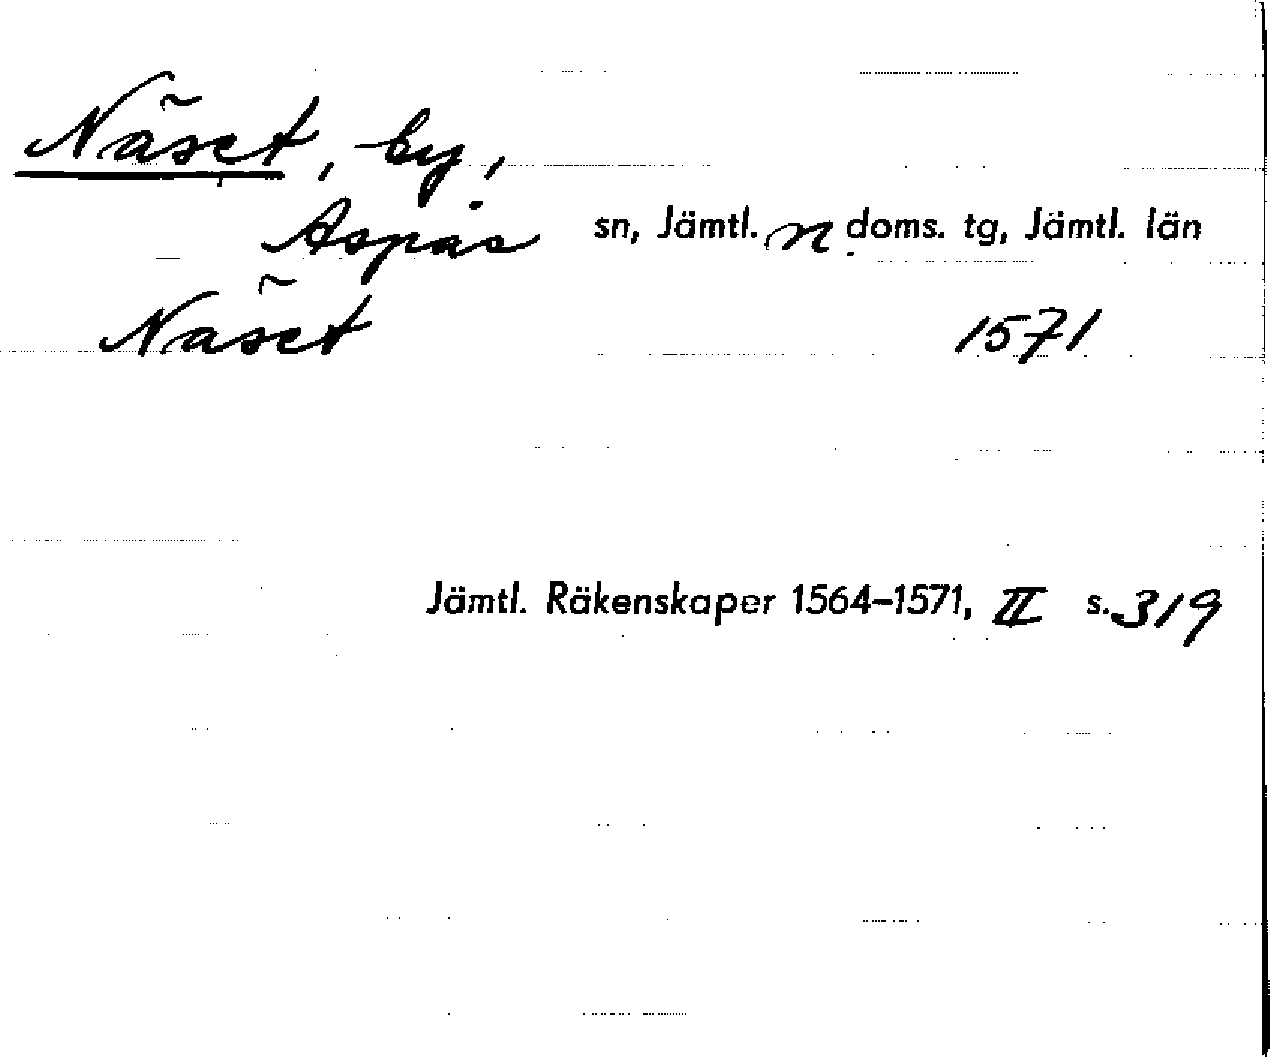 Näset, by,
Aspås sn, Jämtl. n doms. tg, Jämtl. län
Näset 1571
Jämtl. Räkenskaper 1564–1571, II s. 319